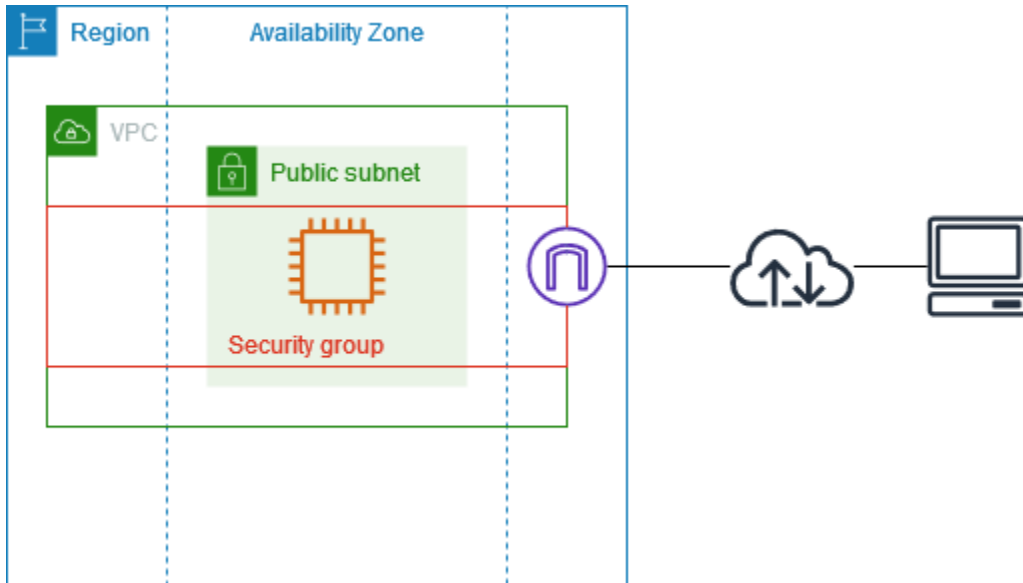 Region
Availability Zone
VPC
Public subnet
Security group